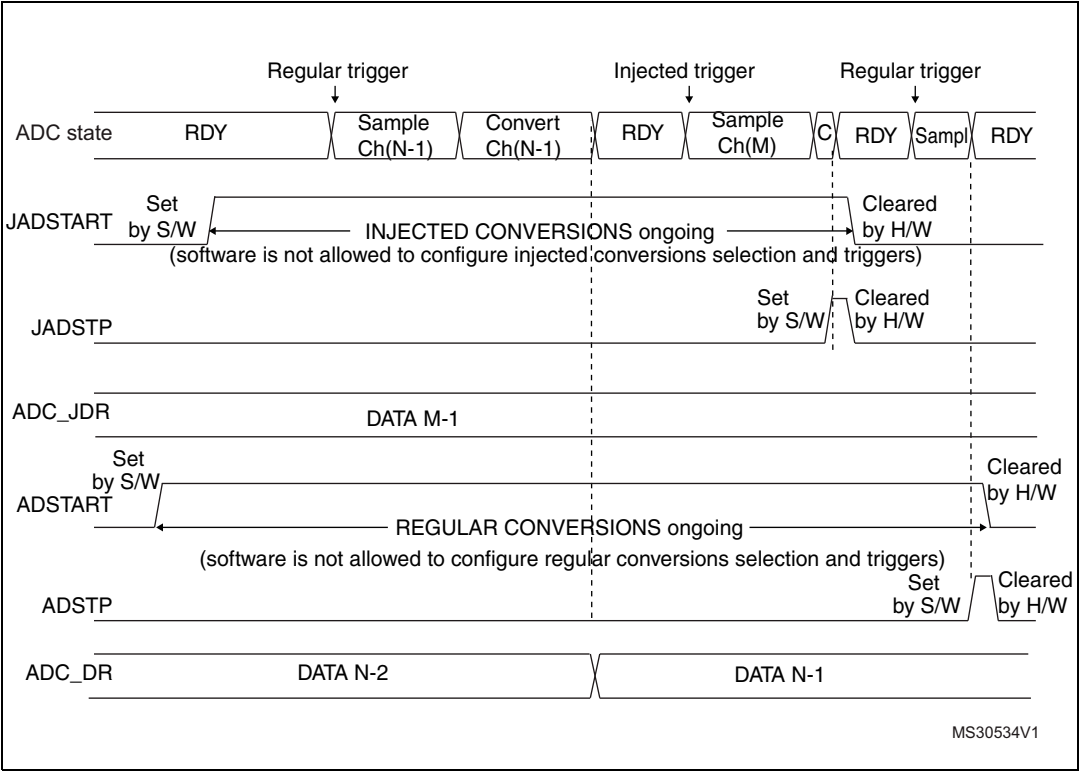 Regular trigger
Injected trigger
Regular trigger
ADC state
RDY
Sample
Ch(N-1)
Convert
Ch(N-1)
RDY
Sample
Ch(M)
C
RDY
Sampl
RDY
JADSTART
Set
by S/W
INJECTED CONVERSIONS ongoing
Cleared
by H/W
(software is not allowed to configure injected conversions selection and triggers)
JADSTP
Set
by S/W
Cleared
by H/W
ADC_JDR
DATA M-1
ADSTART
Set
by S/W
Cleared
by H/W
REGULAR CONVERSIONS ongoing
(software is not allowed to configure regular conversions selection and triggers)
ADSTP
Set
by S/W
Cleared
by H/W
ADC_DR
DATA N-2
DATA N-1
MS30534V1